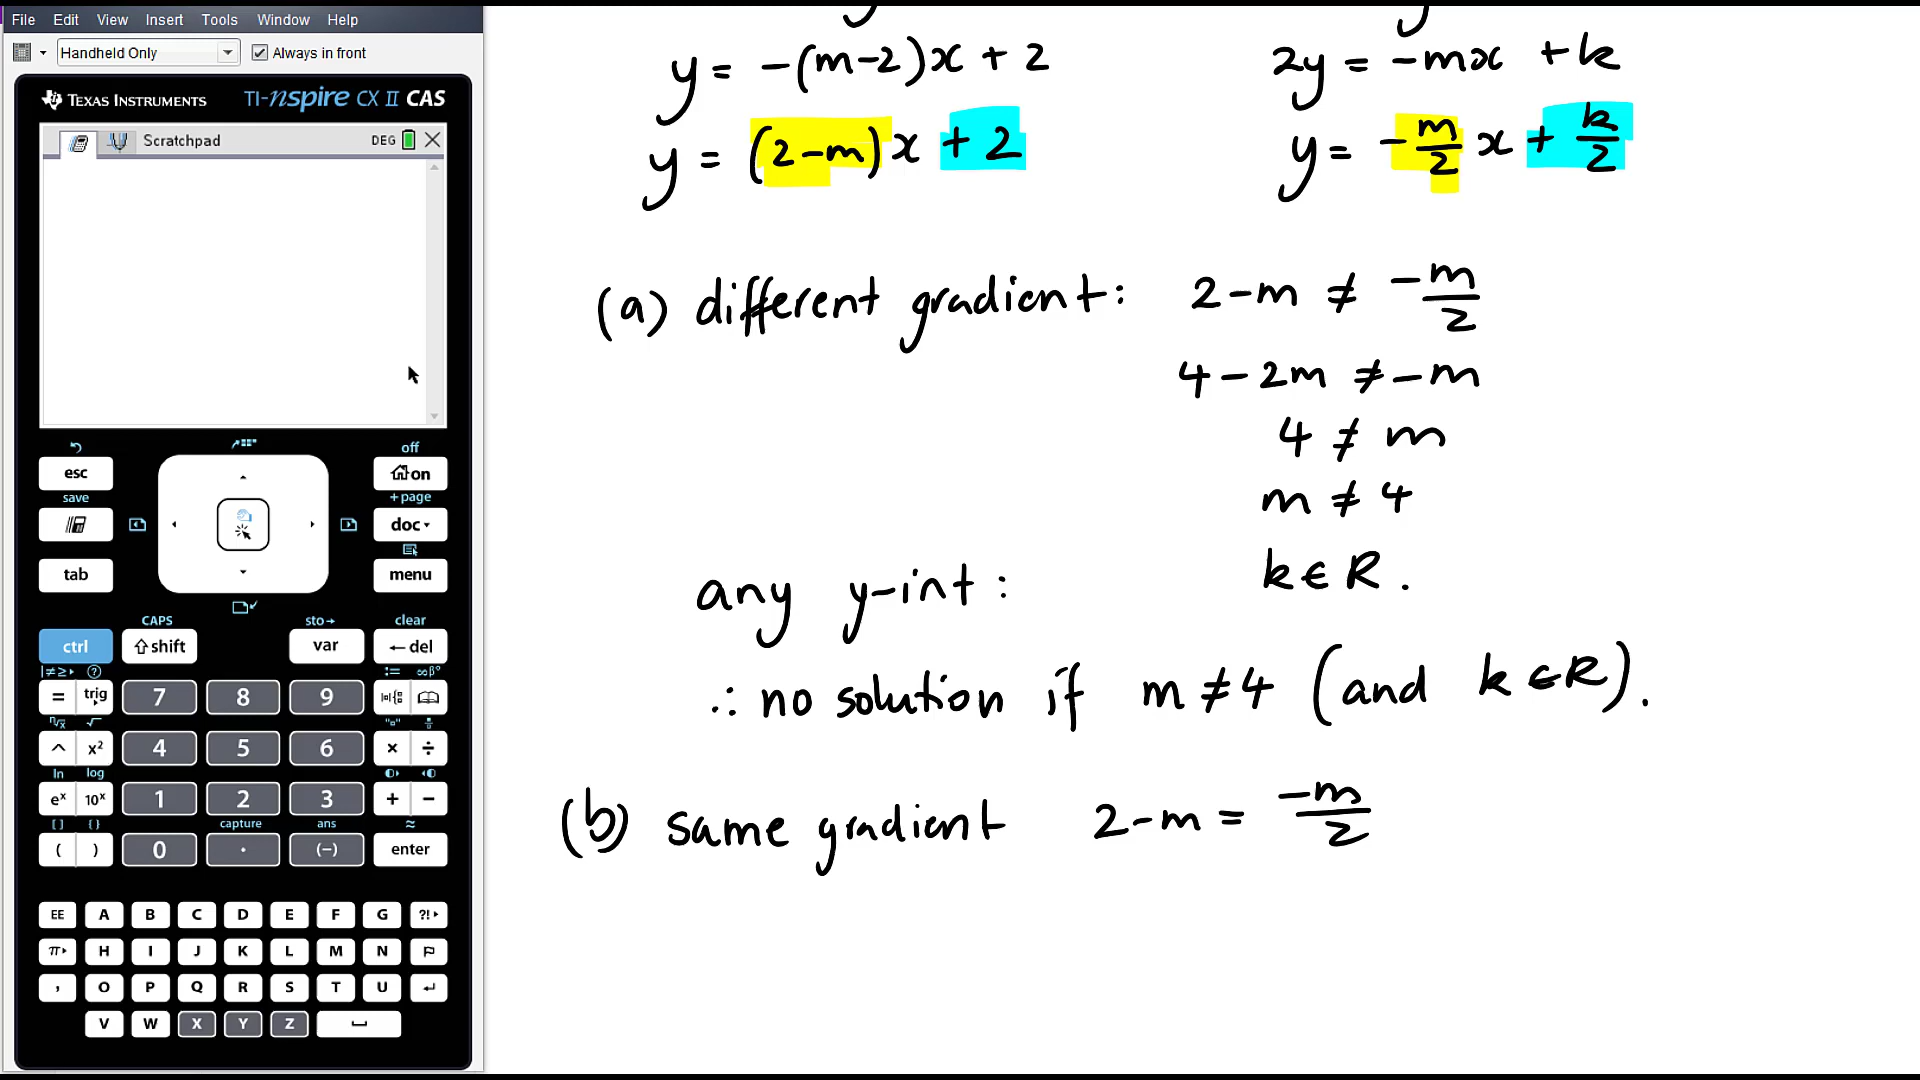 File Edit View Insert Tools Window Help
Handheld Only Always in front
TEXAS INSTRUMENTS TI-nspire CX II CAS
Scratchpad DEG
off
esc on
save + page
doc
tab menu
CAPS sto→ clear
ctrl shift var ← del
= trig 7 8 9
n√x √
^ x² 4 5 6 × ÷
ln log
eˣ 10ˣ 1 2 3 + −
[ ] { } capture ans ≈
( ) 0 . (−) enter
EE A B C D E F G ?!▸
π▸ H I J K L M N
, O P Q R S T U ↵
V W X Y Z
y = -(m-2)x + 2
y = (2-m)x + 2
2y = -mx + k
y = -m/2 x + k/2
(a) different gradient: 2-m ≠ -m/2
4-2m ≠ -m
4 ≠ m
m ≠ 4
any y-int: k∈R.
∴ no solution if m≠4 (and k∈R).
(b) same gradient 2-m = -m/2